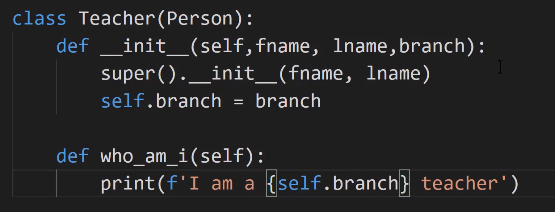 class Teacher(Person):
    def __init__(self,fname, lname,branch):
        super().__init__(fname, lname)
        self.branch = branch

    def who_am_i(self):
        print(f'I am a {self.branch} teacher')